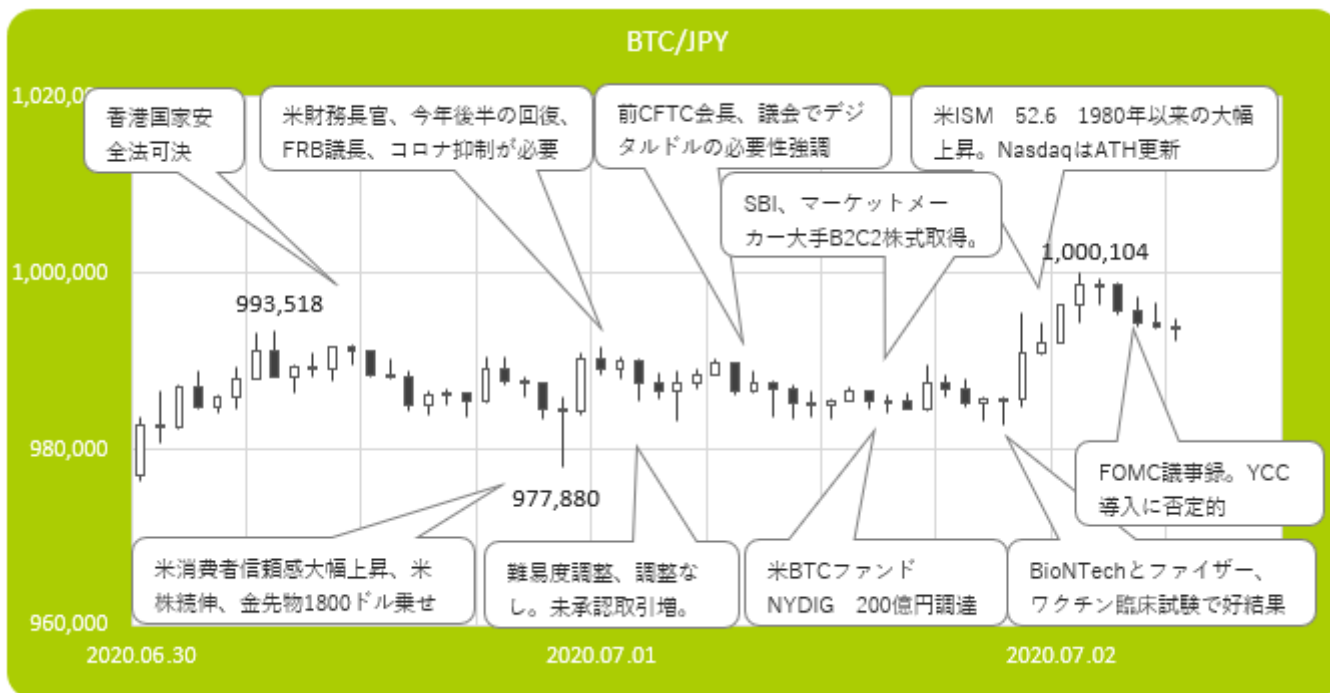 BTC/JPY
1,020,
香港国家安
全法可決
米財務長官、今年後半の回復、
FRB議長、コロナ抑制が必要
前CFTC会長、議会でデジ
タルドルの必要性強調
米ISM 52.6 1980年以来の大幅
上昇。NasdaqはATH更新
SBI、マーケットメー
カー大手B2C2株式取得。
1,000,000
993,518
1,000,104
980,000
977,880
FOMC議事録。YCC
導入に否定的
米消費者信頼感大幅上昇、米
株続伸、金先物1800ドル乗せ
難易度調整、調整な
し。未承認取引増。
米BTCファンド
NYDIG 200億円調達
BioNTechとファイザー、
ワクチン臨床試験で好結果
960,000
2020.06.30
2020.07.01
2020.07.02